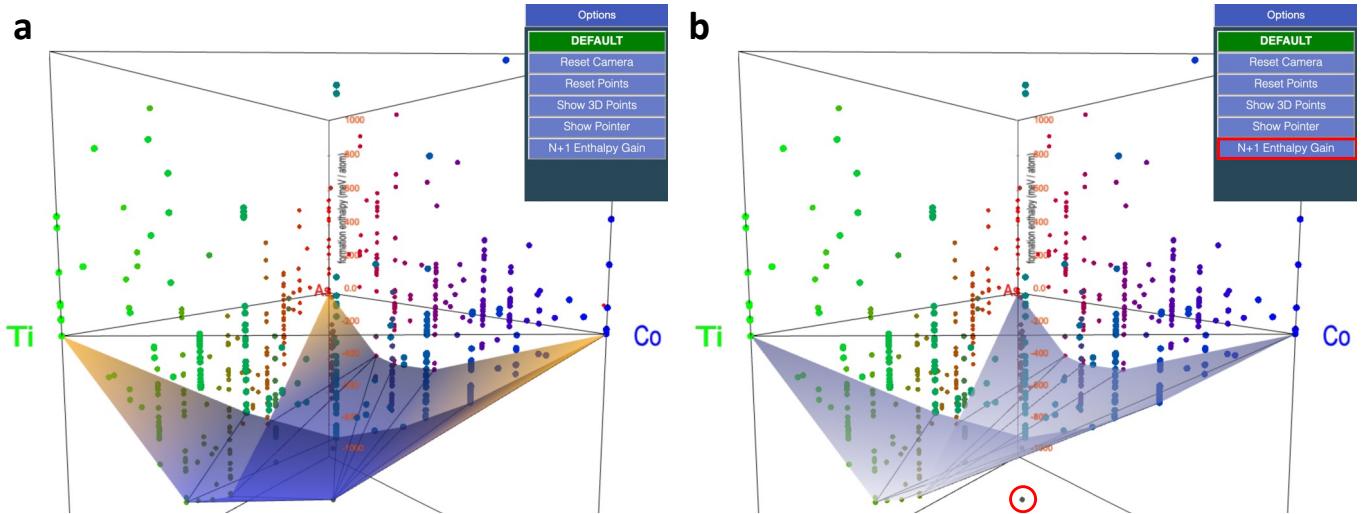 a
Options
DEFAULT
Reset Camera
Reset Points
Show 3D Points
Show Pointer
N+1 Enthalpy Gain
1000
800
600
400
200
0.0
-200
-400
-600
-800
-1000
formation enthalpy (meV / atom)
As
Ti
Co
b
Options
DEFAULT
Reset Camera
Reset Points
Show 3D Points
Show Pointer
N+1 Enthalpy Gain
1000
800
600
400
200
0.0
-200
-400
-600
-800
-1000
formation enthalpy (meV / atom)
As
Ti
Co